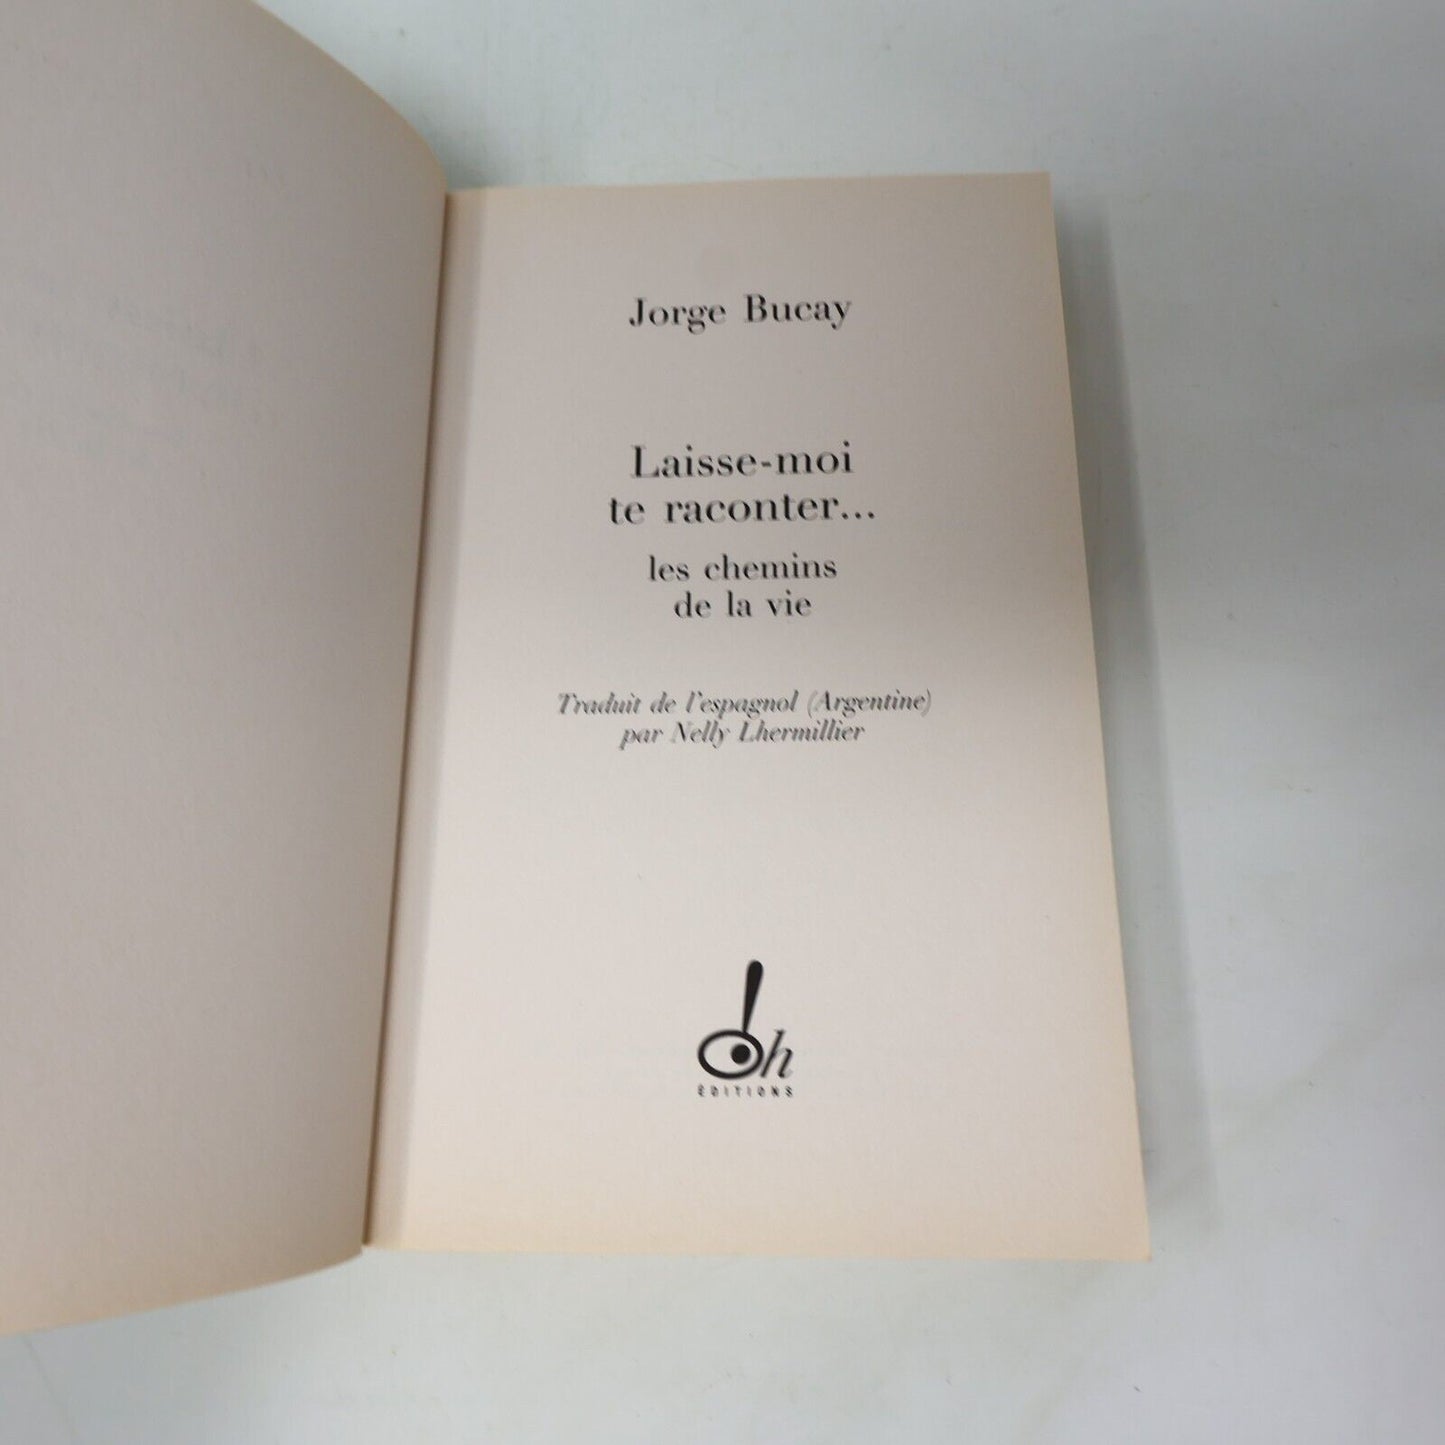 Jorge Bucay
Laisse-moi
te raconter...
les chemins
de la vie
Traduit de l'espagnol (Argentine)
par Nelly Lhermillier
Oh
ÉDITIONS